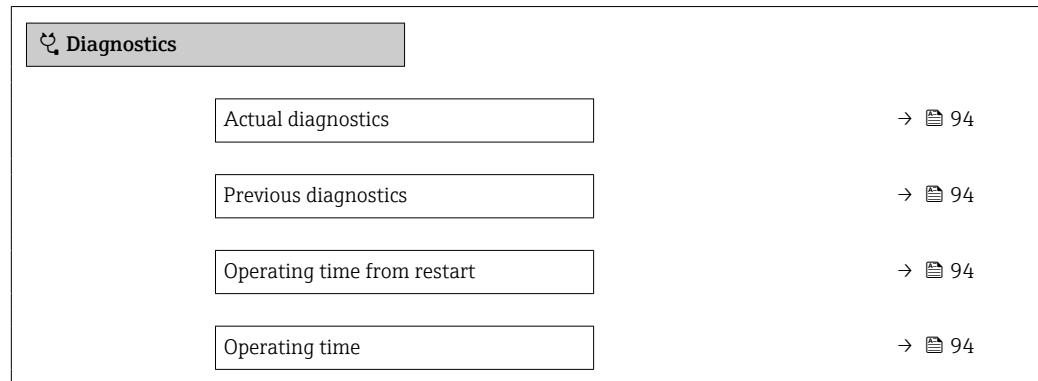 Diagnostics
Actual diagnostics → 94
Previous diagnostics → 94
Operating time from restart → 94
Operating time → 94